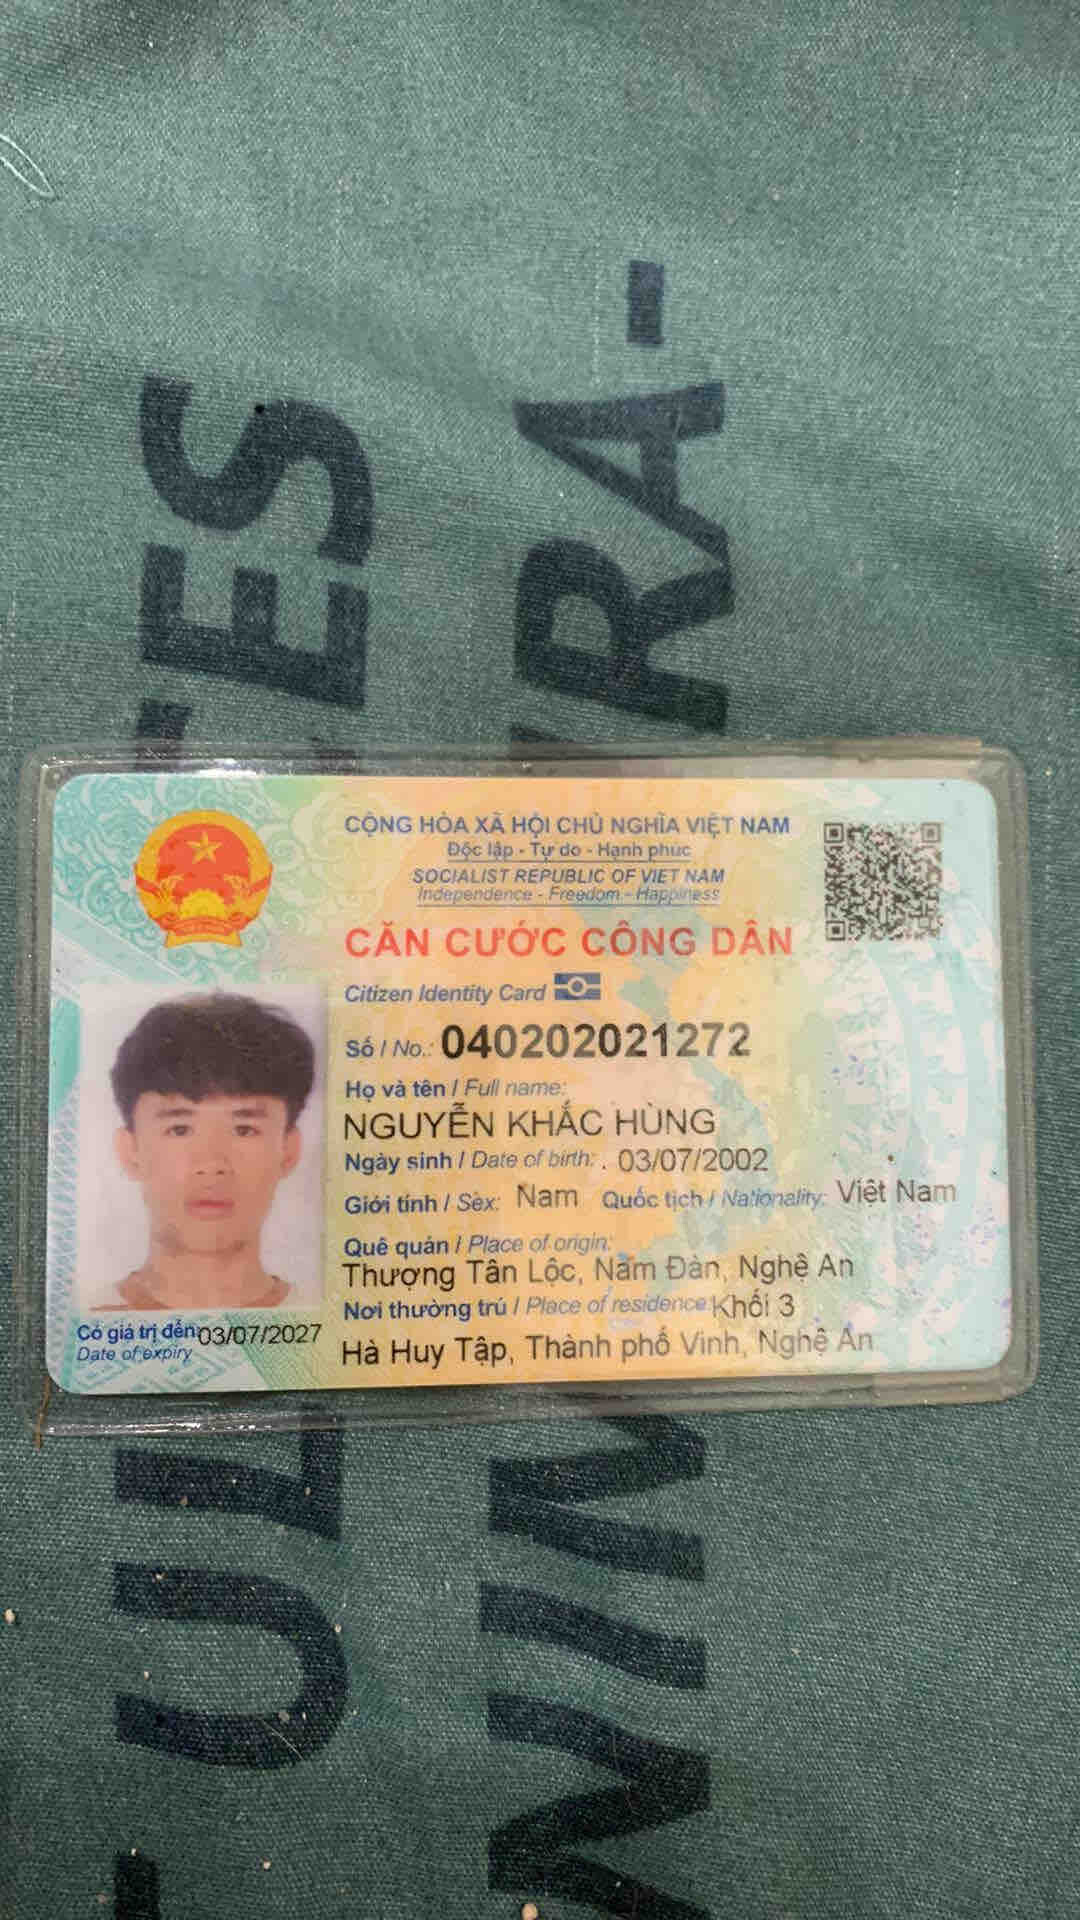 ES
RA-
CỘNG HÒA XÃ HỘI CHỦ NGHĨA VIỆT NAM
Độc lập - Tự do - Hạnh phúc
SOCIALIST REPUBLIC OF VIET NAM
Independence - Freedom - Happiness
CĂN CƯỚC CÔNG DÂN
Citizen Identity Card
Số / No.: 040202021272
Họ và tên / Full name:
NGUYỄN KHẮC HÙNG
Ngày sinh / Date of birth: 03/07/2002
Giới tính / Sex: Nam Quốc tịch / Nationality: Việt Nam
Quê quán / Place of origin:
Thượng Tân Lộc, Nam Đàn, Nghệ An
Nơi thường trú / Place of residence: Khối 3
Hà Huy Tập, Thành phố Vinh, Nghệ An
Có giá trị đến: 03/07/2027
Date of expiry